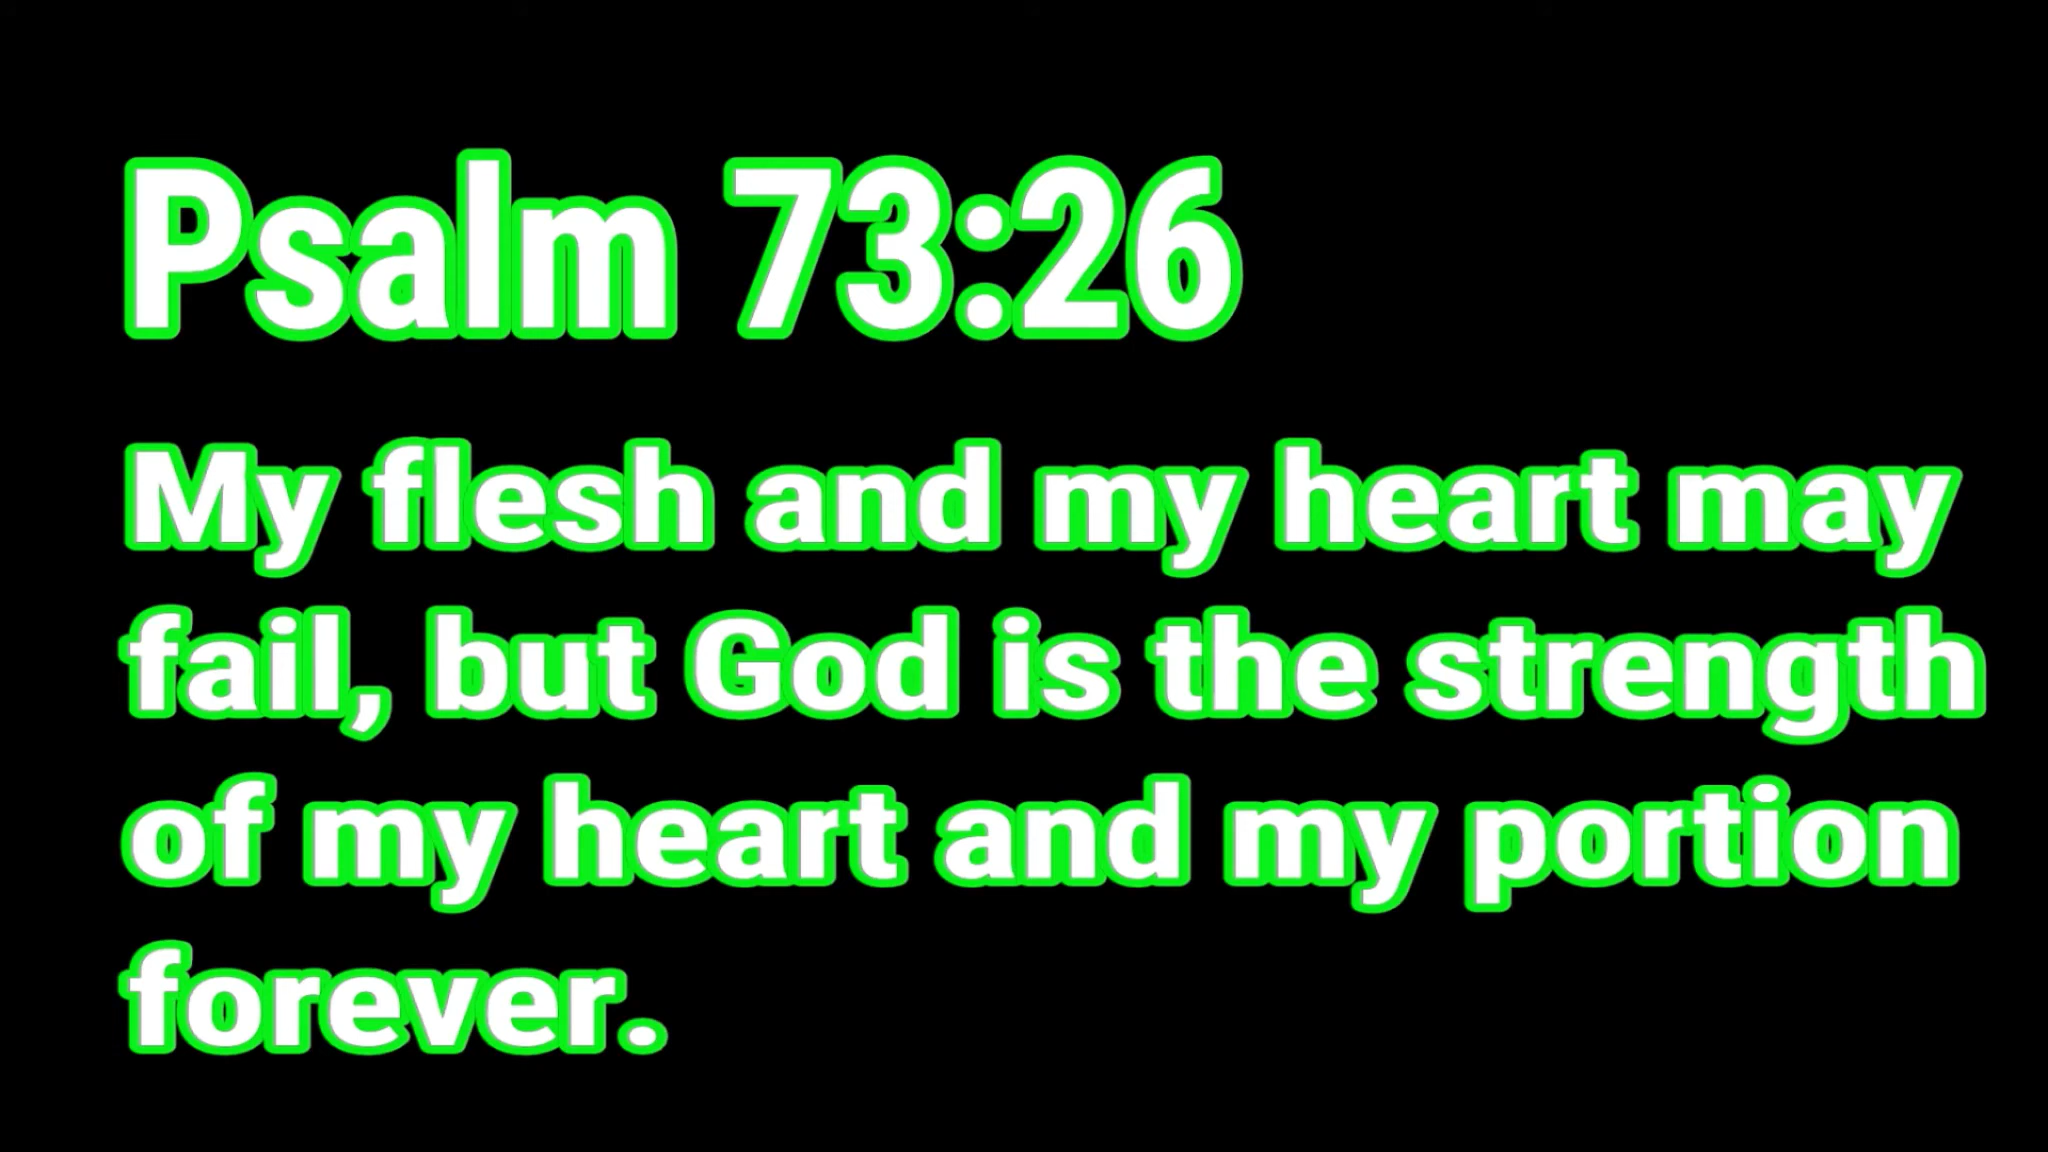 Psalm 73:26
My flesh and my heart may
fail, but God is the strength
of my heart and my portion
forever.